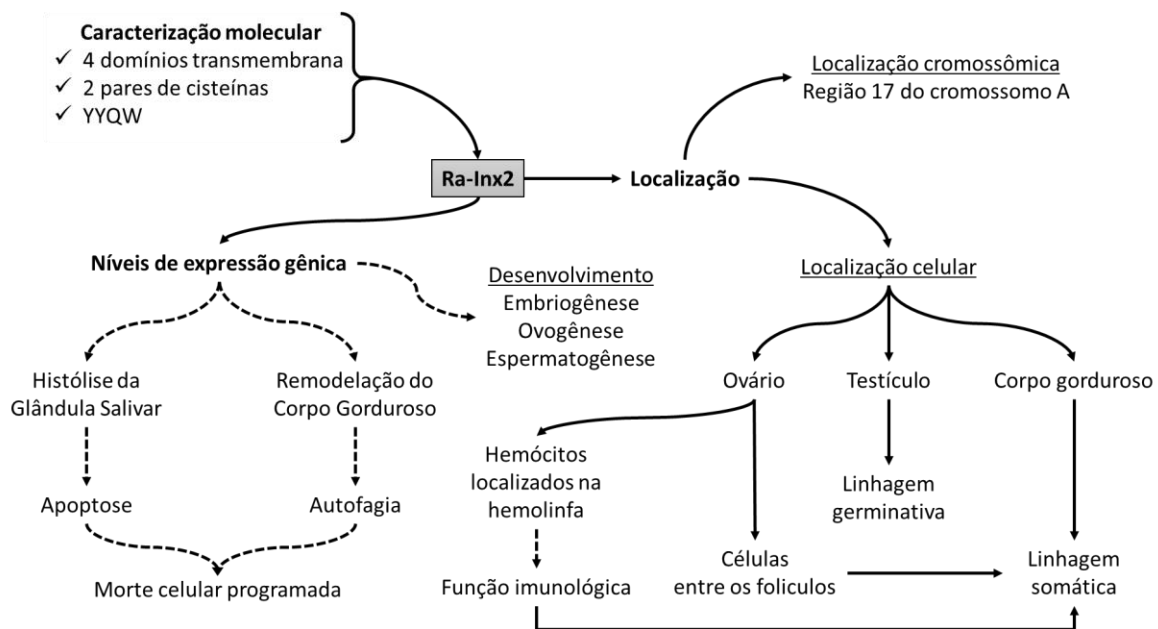 Caracterização molecular
✓ 4 domínios transmembrana
✓ 2 pares de cisteínas
✓ YYQW
Localização cromossômica
Região 17 do cromossomo A
Ra-Inx2
Localização
Níveis de expressão gênica
Desenvolvimento
Embriogênese
Ovogênese
Espermatogênese
Localização celular
Histólise da
Glândula Salivar
Remodelação do
Corpo Gorduroso
Ovário
Testículo
Corpo gorduroso
Apoptose
Autofagia
Hemócitos
localizados na
hemolinfa
Linhagem
germinativa
Morte celular programada
Função imunológica
Células
entre os foliculos
Linhagem
somática